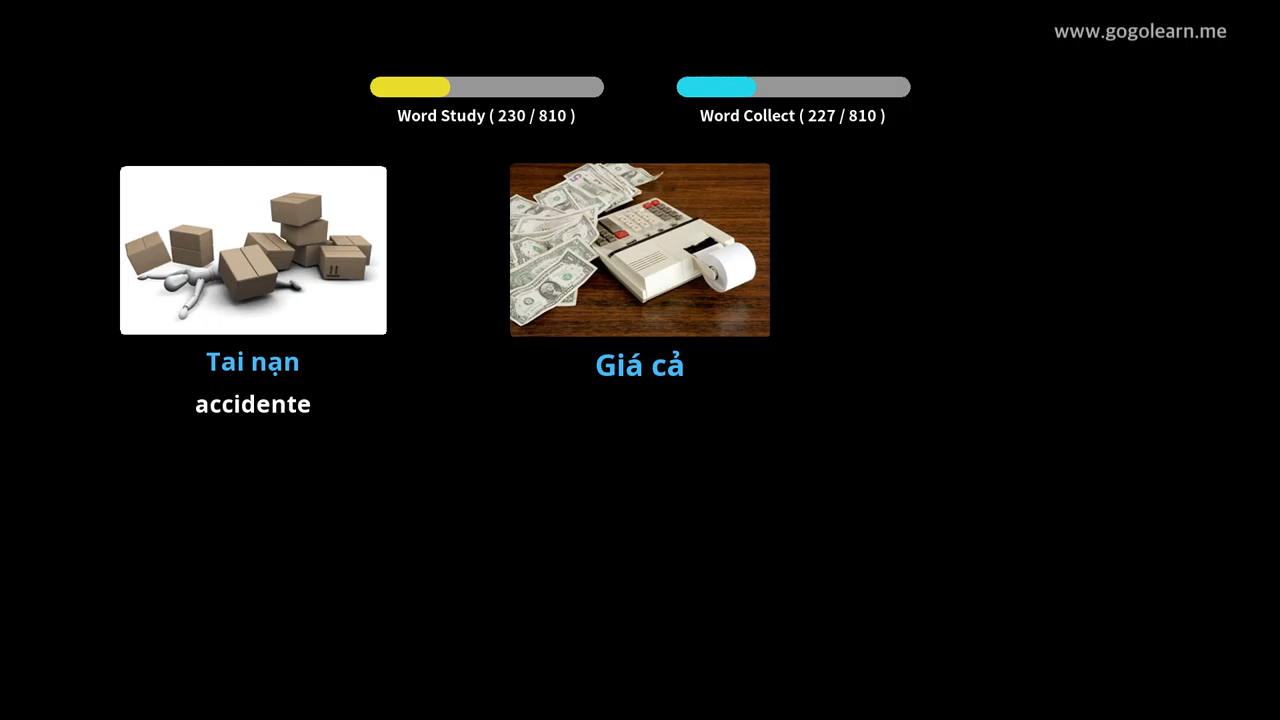 www.gogolearn.me
Word Study ( 230 / 810 )
Word Collect ( 227 / 810 )
Tai nạn
accidente
Giá cả